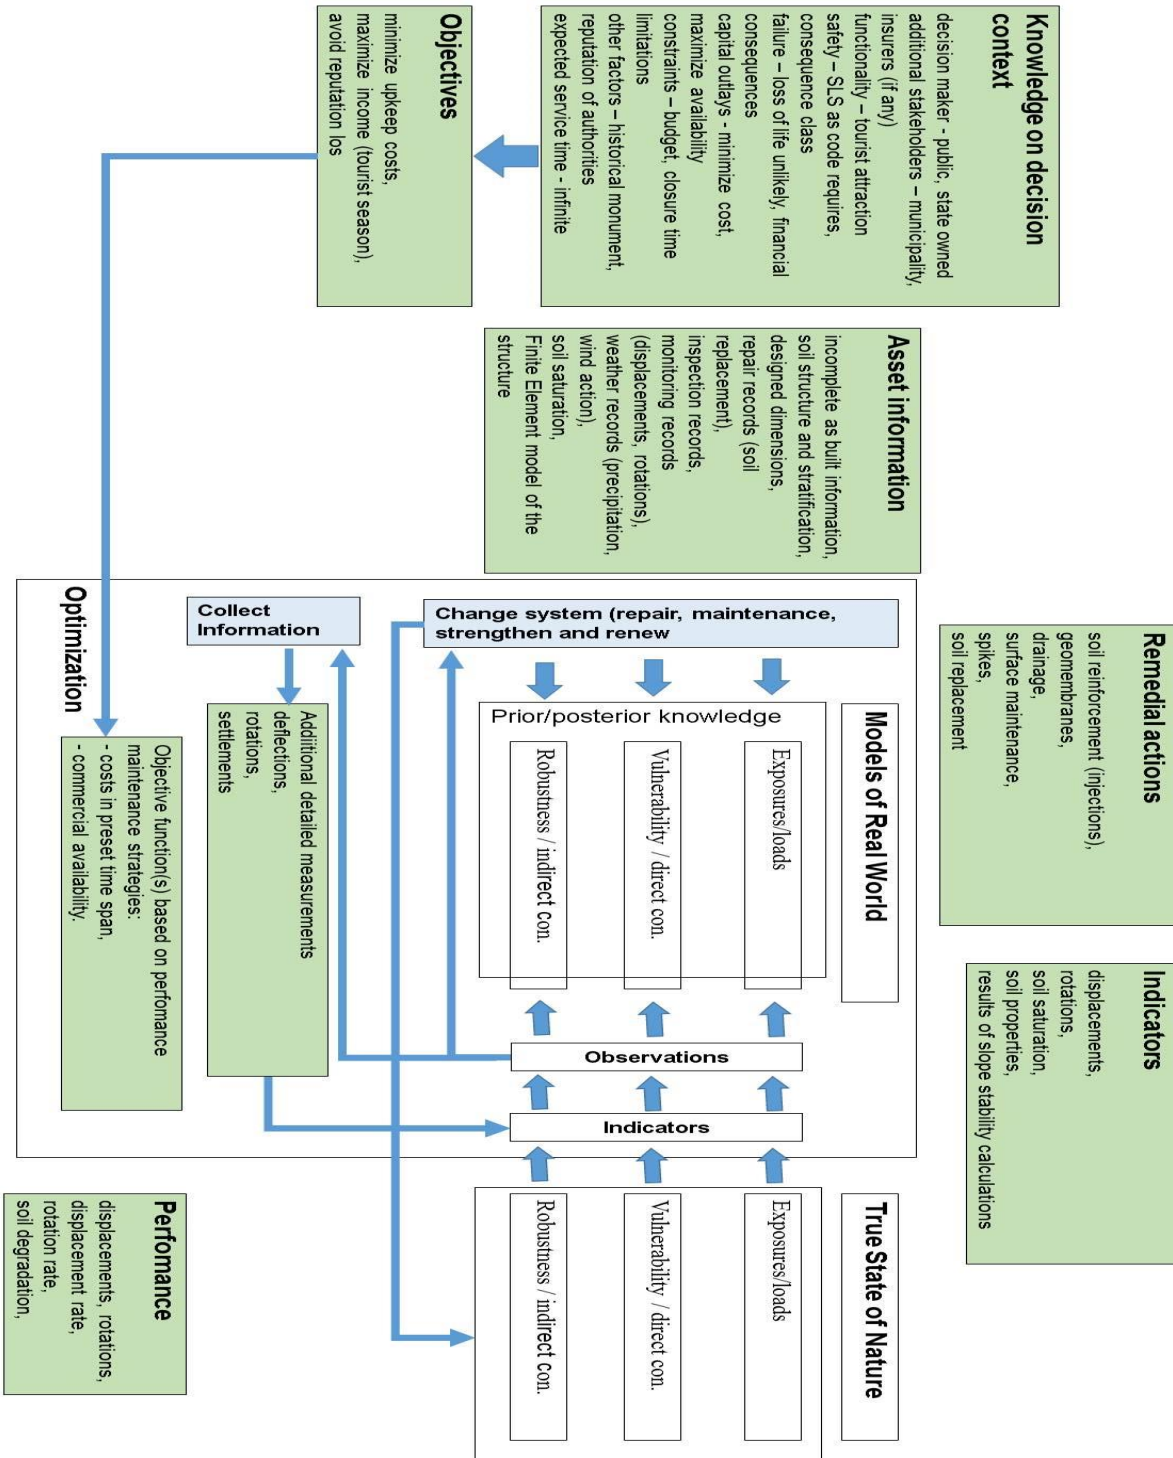 Knowledge on decision
context
decision maker - public, state owned
additional stakeholders – municipality,
insurers (if any)
functionality – tourist attraction
safety – SLS as code requires,
consequence class
failure – loss of life unlikely, financial
consequences
capital outlays - minimize cost,
maximize availability
constraints – budget, closure time
limitations
other factors – historical monument,
reputation of authorities
expected service time - infinite
Objectives
minimize upkeep costs,
maximize income (tourist season),
avoid reputation los
Asset information
incomplete as built information,
soil structure and stratification,
designed dimensions,
repair records (soil
replacement),
inspection records,
monitoring records
(displacements, rotations),
weather records (precipitation,
wind action),
soil saturation,
Finite Element model of the
structure
Remedial actions
soil reinforcement (injections),
geomembranes,
drainage,
surface maintenance,
spikes,
soil replacement
Indicators
displacements,
rotations,
soil saturation,
soil properties,
results of slope stability calculations
Change system (repair, maintenance,
strengthen and renew
Collect
Information
Optimization
Models of Real World
Prior/posterior knowledge
Exposures/loads
Vulnerability / direct con.
Robustness / indirect con.
Observations
Indicators
Addiitional detailed measurements
deflections,
rotations,
settlements
Objective function(s) based on perfomance
maintenance strategies:
- costs in preset time span,
- commercial availability.
True State of Nature
Exposures/loads
Vulnerability / direct con.
Robustness / indirect con.
Perfomance
displacements, rotations,
displacement rate,
rotation rate,
soil degradation,